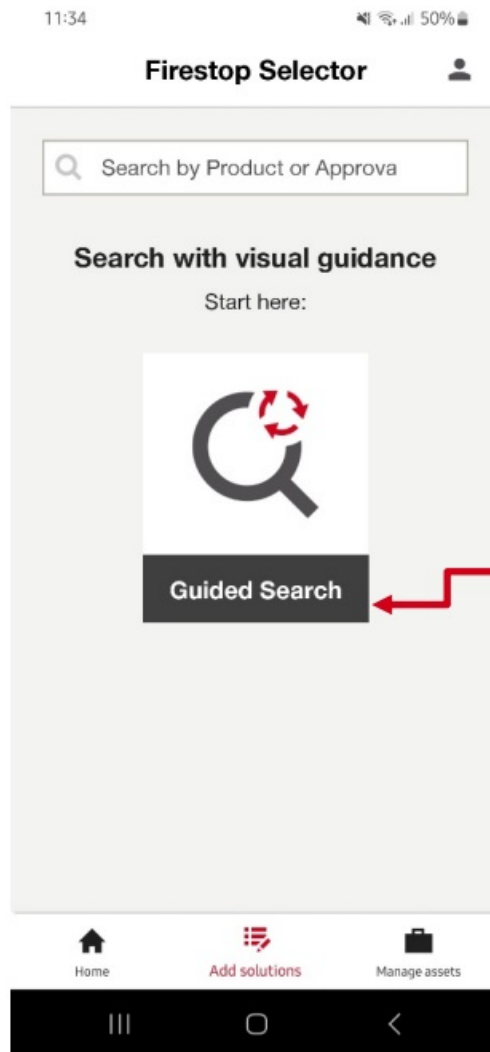 11:34 50%
Firestop Selector
Search by Product or Approva
Search with visual guidance
Start here:
Guided Search
Home Add solutions Manage assets